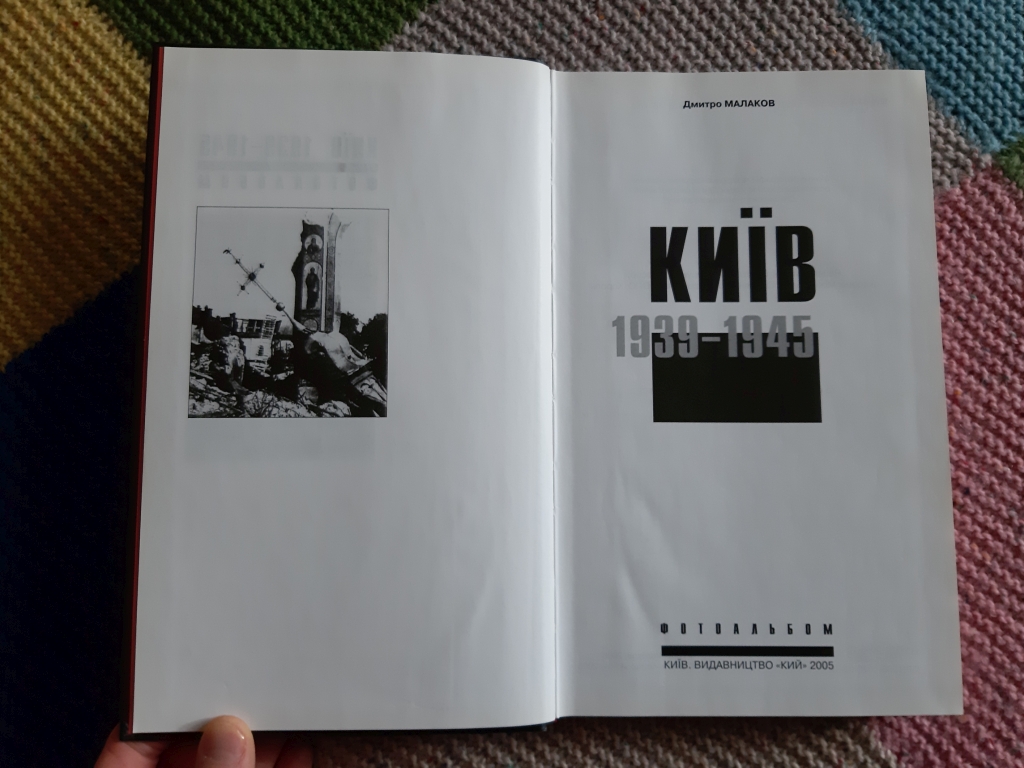 Дмитро МАЛАКОВ
КИЇВ
1939–1945
ФОТОАЛЬБОМ
КИЇВ. ВИДАВНИЦТВО «КИЙ» 2005